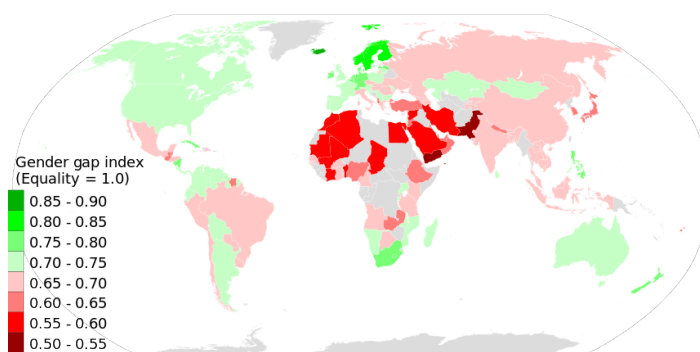 Gender gap index
(Equality = 1.0)
0.85 - 0.90
0.80 - 0.85
0.75 - 0.80
0.70 - 0.75
0.65 - 0.70
0.60 - 0.65
0.55 - 0.60
0.50 - 0.55